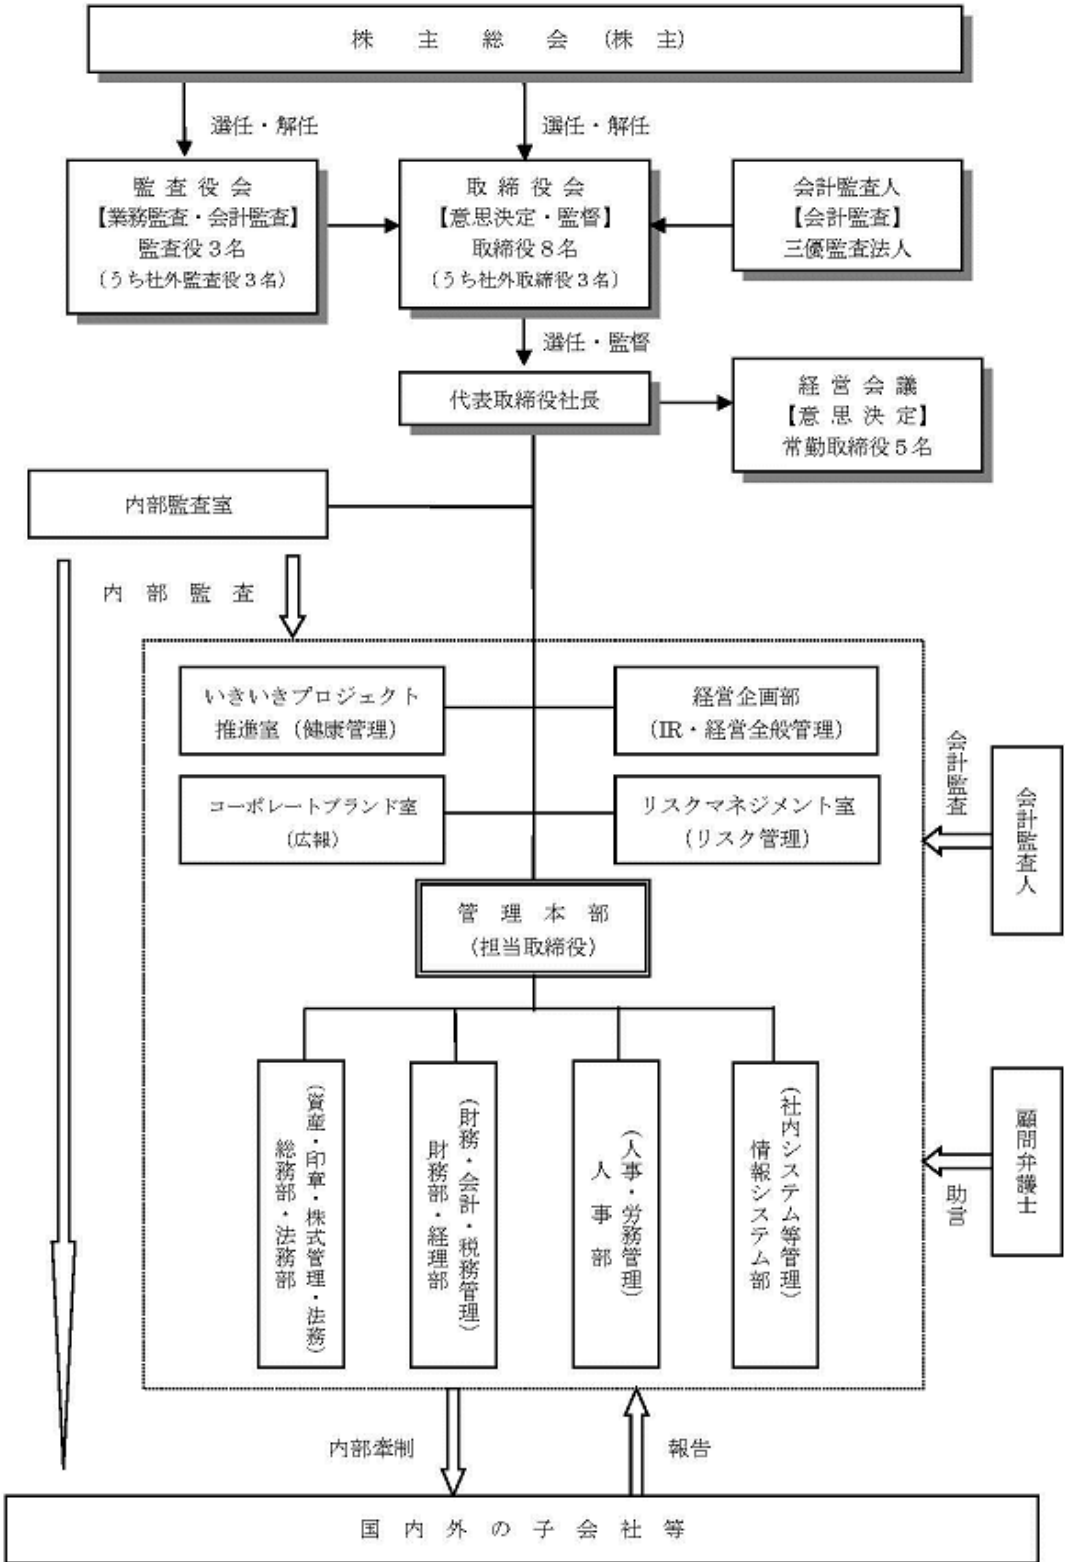 株 主 総 会 (株 主)
選任・解任
選任・解任
監 査 役 会
【業務監査・会計監査】
監査役３名
(うち社外監査役３名)
取 締 役 会
【意思決定・監督】
取締役８名
(うち社外取締役３名)
会計監査人
【会計監査】
三優監査法人
選任・監督
代表取締役社長
経 営 会 議
【意 思 決 定】
常勤取締役５名
内部監査室
内 部 監 査
いきいきプロジェクト
推進室 (健康管理)
経営企画部
(IR・経営全般管理)
コーポレートブランド室
(広報)
リスクマネジメント室
(リスク管理)
会計監査
会計監査人
管 理 本 部
(担当取締役)
総務部・法務部
(資産・印章・株式管理・法務)
財務部・経理部
(財務・会計・税務管理)
人 事 部
(人事・労務管理)
情報システム部
(社内システム等管理)
顧問弁護士
助言
内部牽制
報告
国 内 外 の 子 会 社 等